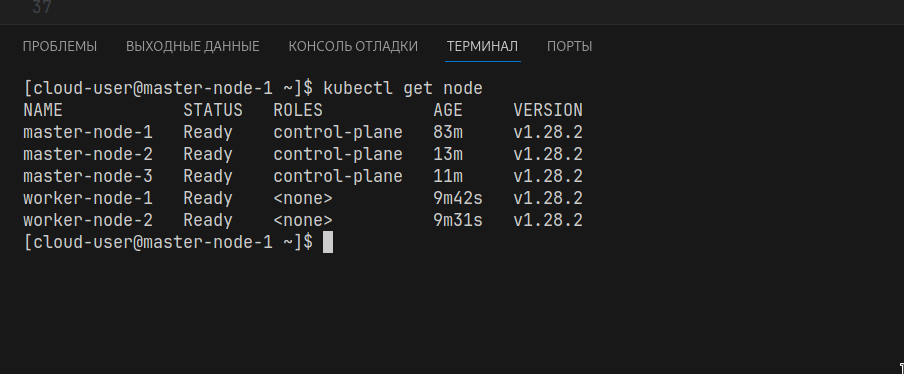 37
ПРОБЛЕМЫ ВЫХОДНЫЕ ДАННЫЕ КОНСОЛЬ ОТЛАДКИ ТЕРМИНАЛ ПОРТЫ
[cloud-user@master-node-1 ~]$ kubectl get node
NAME STATUS ROLES AGE VERSION
master-node-1 Ready control-plane 83m v1.28.2
master-node-2 Ready control-plane 13m v1.28.2
master-node-3 Ready control-plane 11m v1.28.2
worker-node-1 Ready <none> 9m42s v1.28.2
worker-node-2 Ready <none> 9m31s v1.28.2
[cloud-user@master-node-1 ~]$